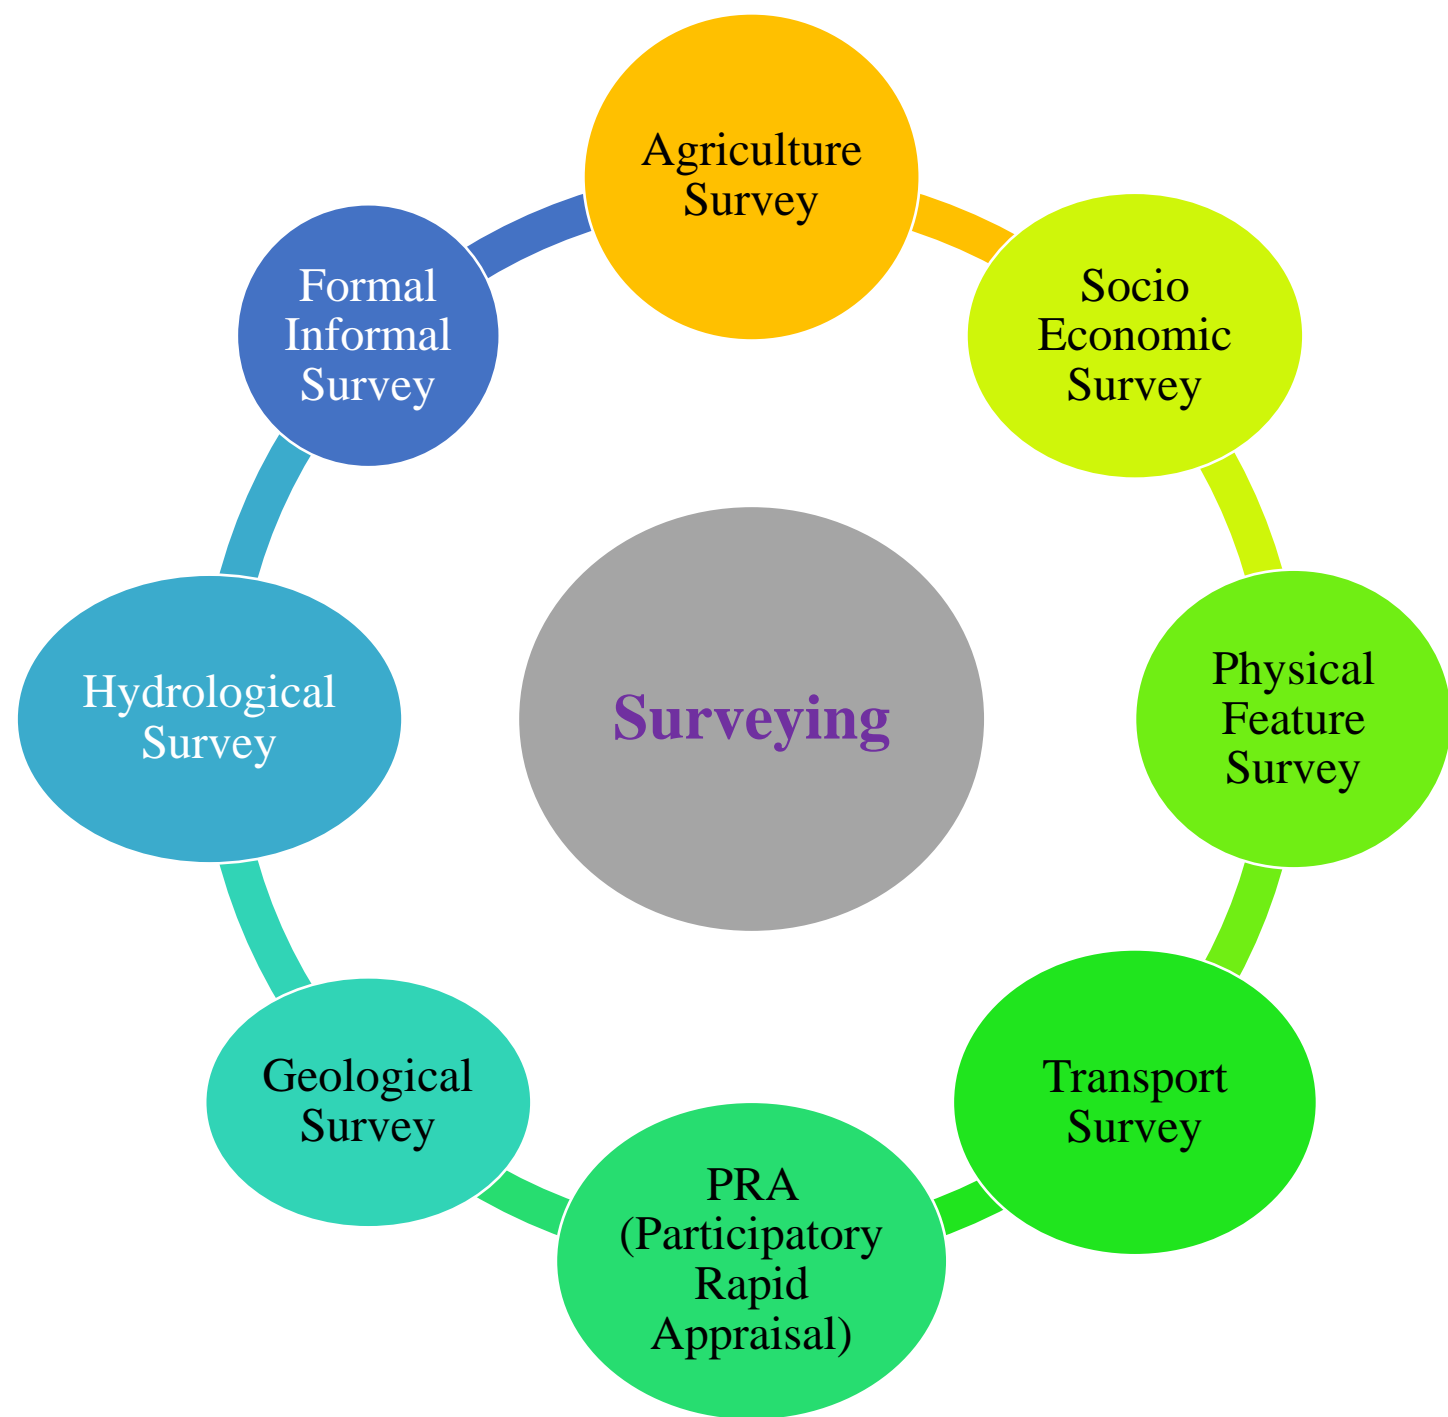 Agriculture
Survey
Socio
Economic
Survey
Physical
Feature
Survey
Transport
Survey
PRA
(Participatory
Rapid
Appraisal)
Geological
Survey
Hydrological
Survey
Formal
Informal
Survey
Surveying